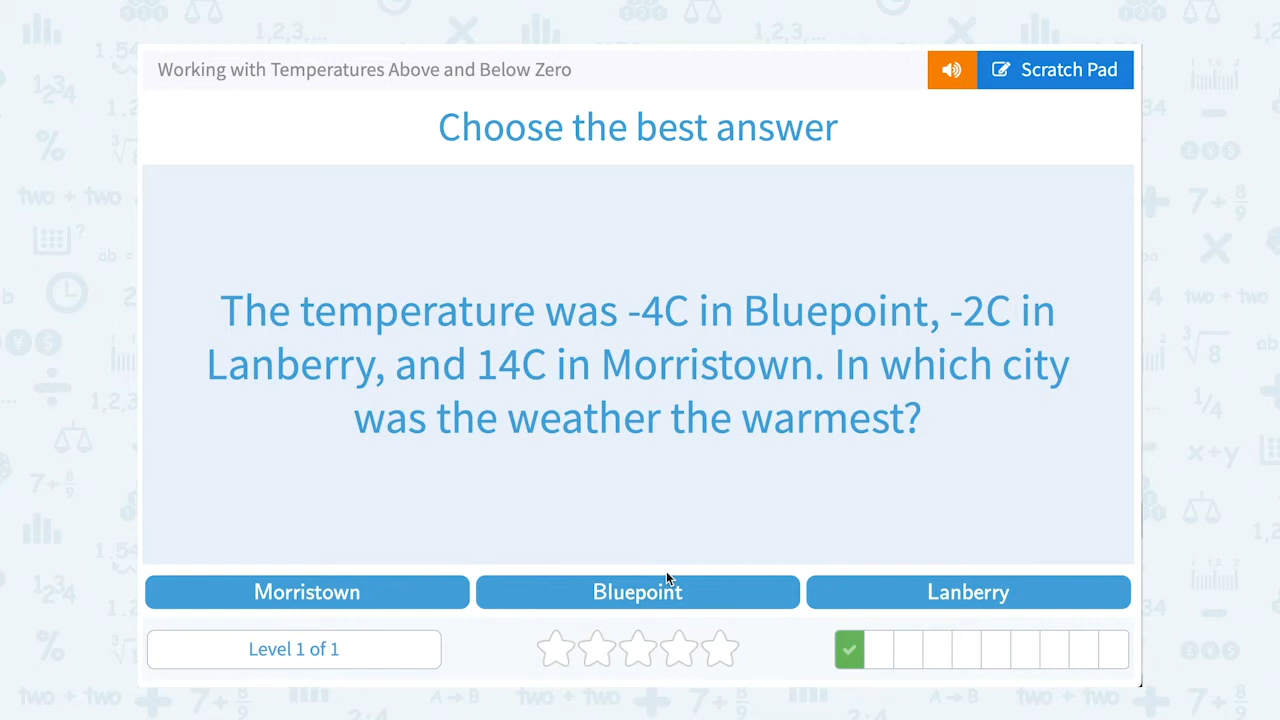 Working with Temperatures Above and Below Zero
Scratch Pad
Choose the best answer
The temperature was -4C in Bluepoint, -2C in
Lanberry, and 14C in Morristown. In which city
was the weather the warmest?
Morristown
Bluepoint
Lanberry
Level 1 of 1